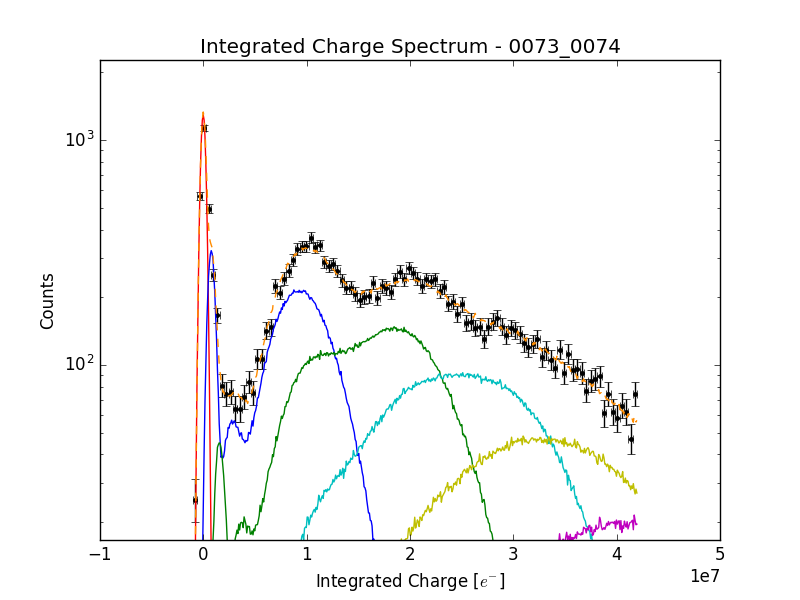 Integrated Charge Spectrum - 0073_0074
Counts
10³
10²
−1 0 1 2 3 4 5
1e7
Integrated Charge [e⁻]